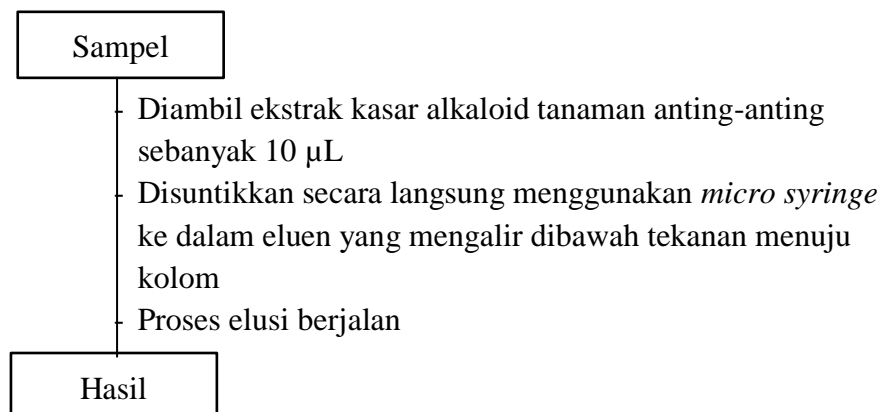 Sampel
- Diambil ekstrak kasar alkaloid tanaman anting-anting
sebanyak 10 µL
- Disuntikkan secara langsung menggunakan micro syringe
ke dalam eluen yang mengalir dibawah tekanan menuju
kolom
- Proses elusi berjalan
Hasil